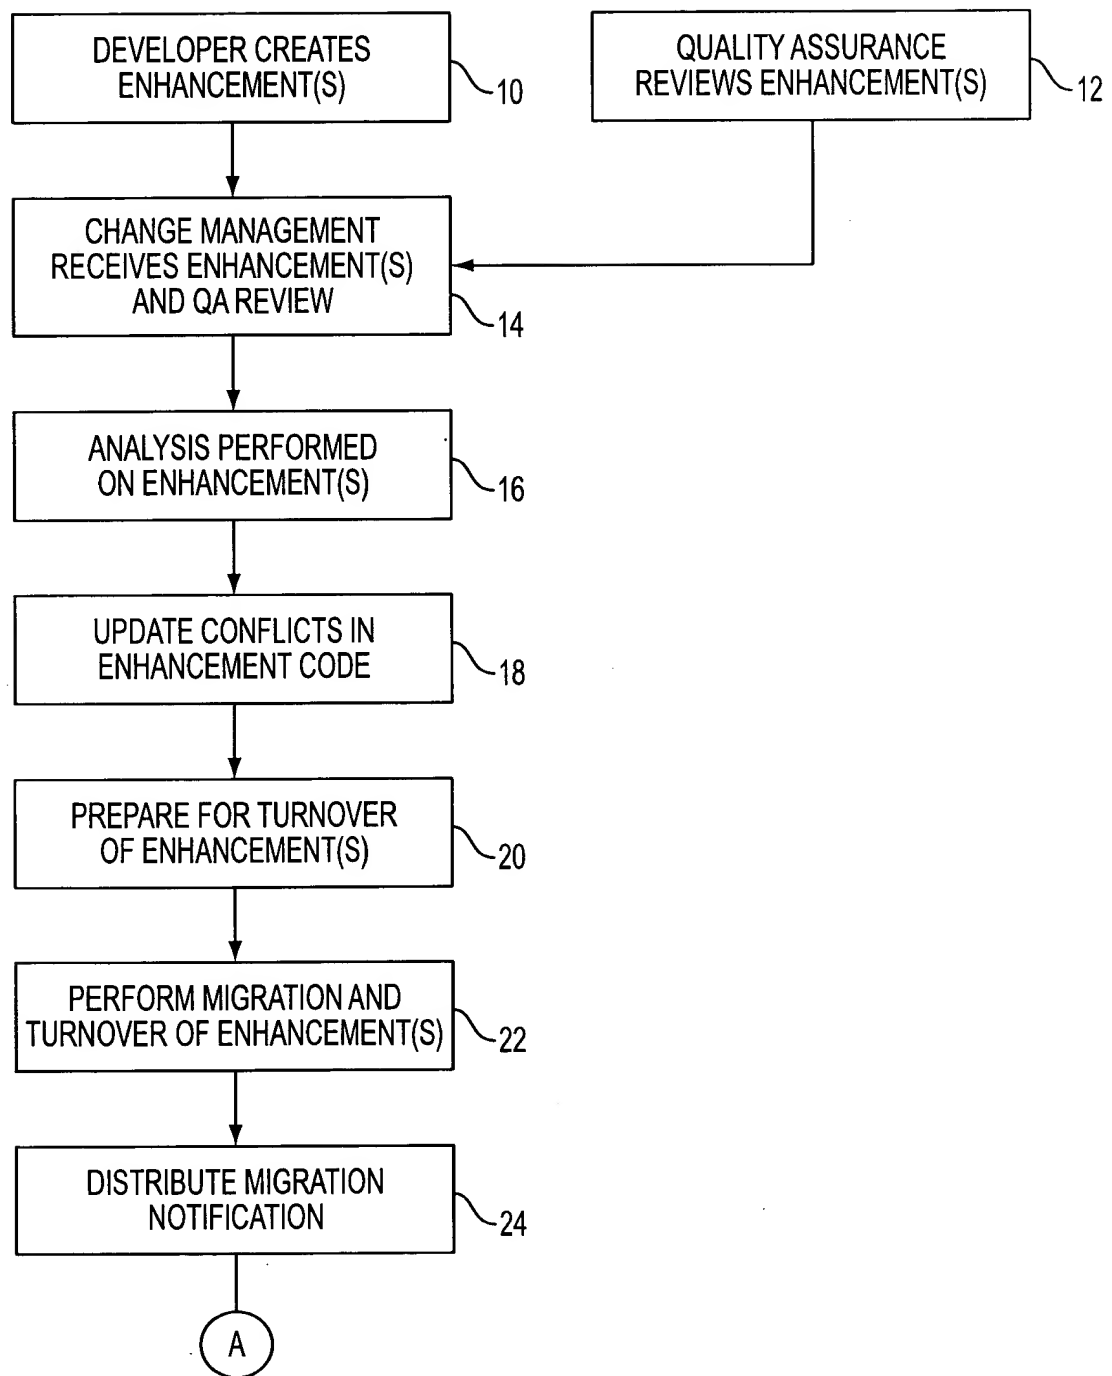 DEVELOPER CREATES
ENHANCEMENT(S)
10
QUALITY ASSURANCE
REVIEWS ENHANCEMENT(S)
12
CHANGE MANAGEMENT
RECEIVES ENHANCEMENT(S)
AND QA REVIEW
14
ANALYSIS PERFORMED
ON ENHANCEMENT(S)
16
UPDATE CONFLICTS IN
ENHANCEMENT CODE
18
PREPARE FOR TURNOVER
OF ENHANCEMENT(S)
20
PERFORM MIGRATION AND
TURNOVER OF ENHANCEMENT(S)
22
DISTRIBUTE MIGRATION
NOTIFICATION
24
A